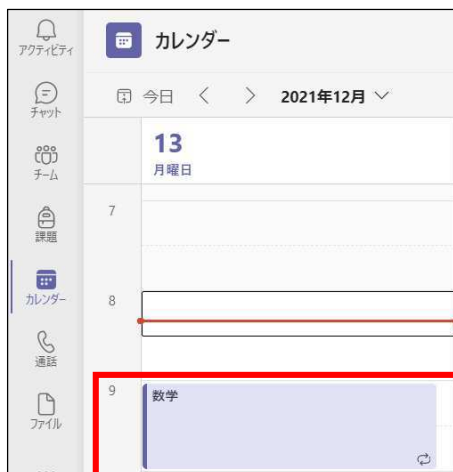 アクティビティ
チャット
チーム
課題
カレンダー
通話
ファイル
カレンダー
今日
2021年12月
13
月曜日
7
8
9
数学